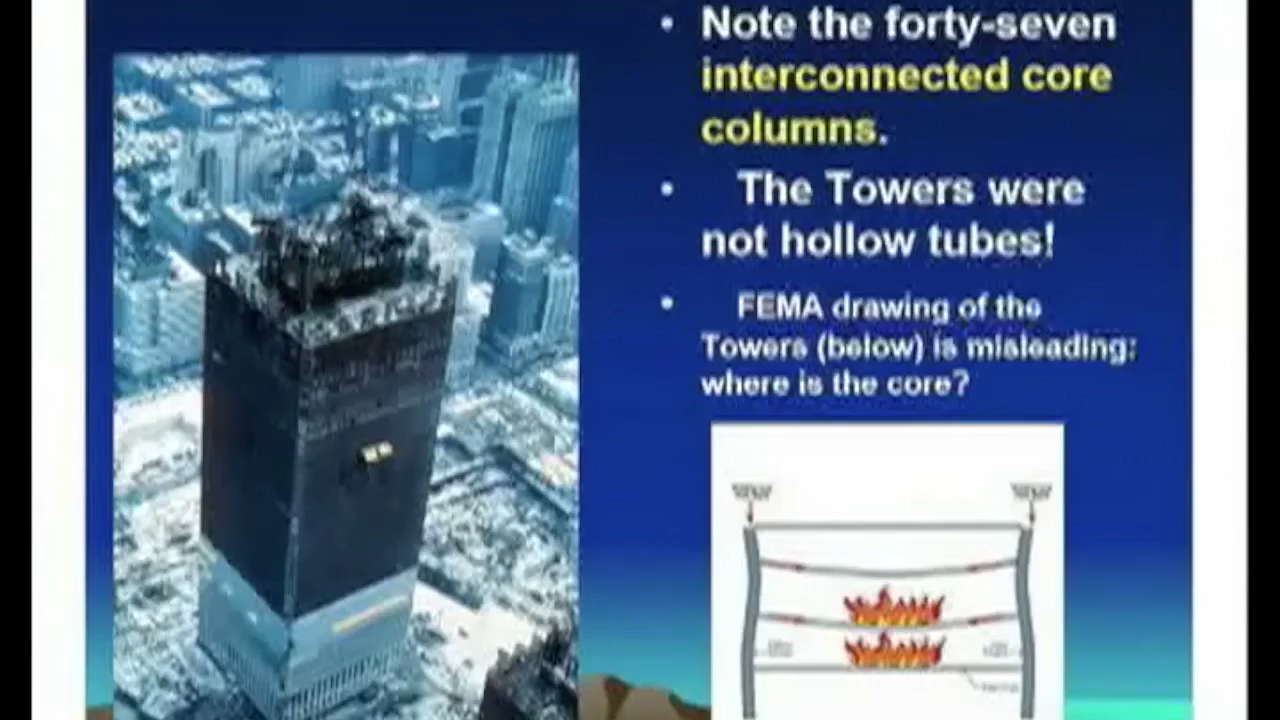 • Note the forty-seven
interconnected core
columns.
• The Towers were
not hollow tubes!
• FEMA drawing of the
Towers (below) is misleading:
where is the core?